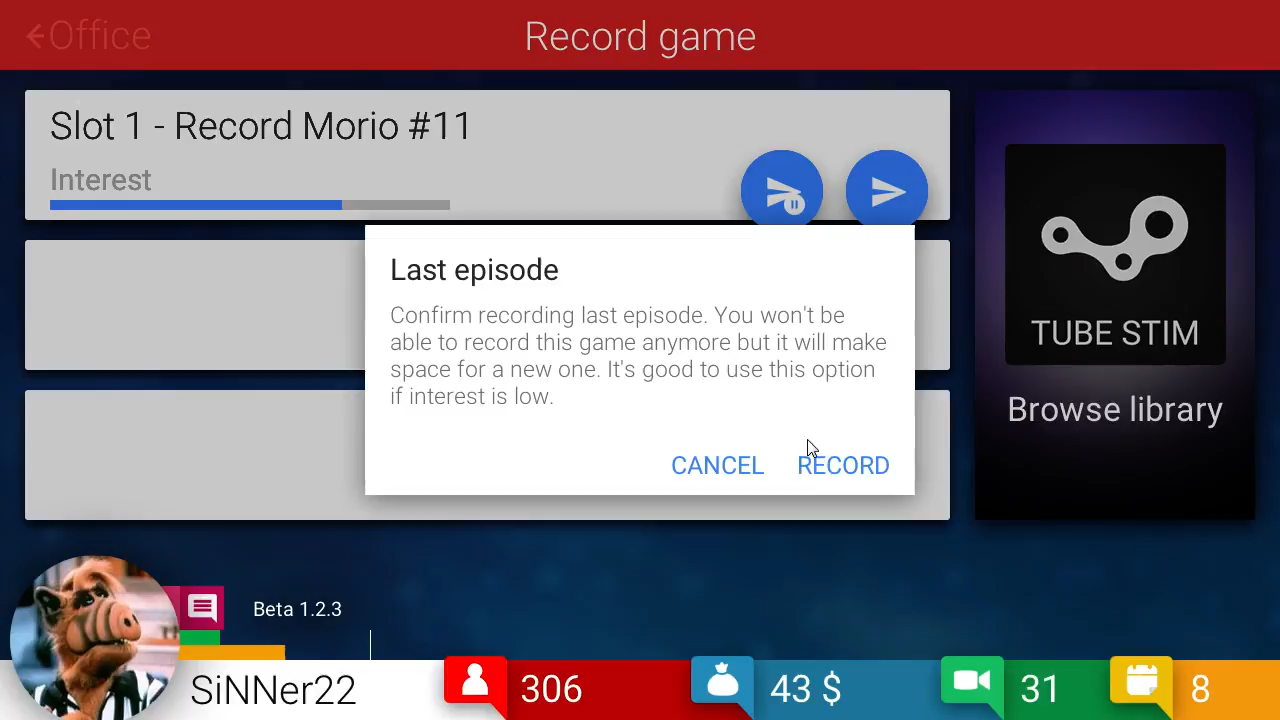 Office
Record game
Slot 1 - Record Morio #11
Interest
TUBE STIM
Browse library
Last episode
Confirm recording last episode. You won't be
able to record this game anymore but it will make
space for a new one. It's good to use this option
if interest is low.
CANCEL RECORD
Beta 1.2.3
SiNNer22
306
43 $
31
8